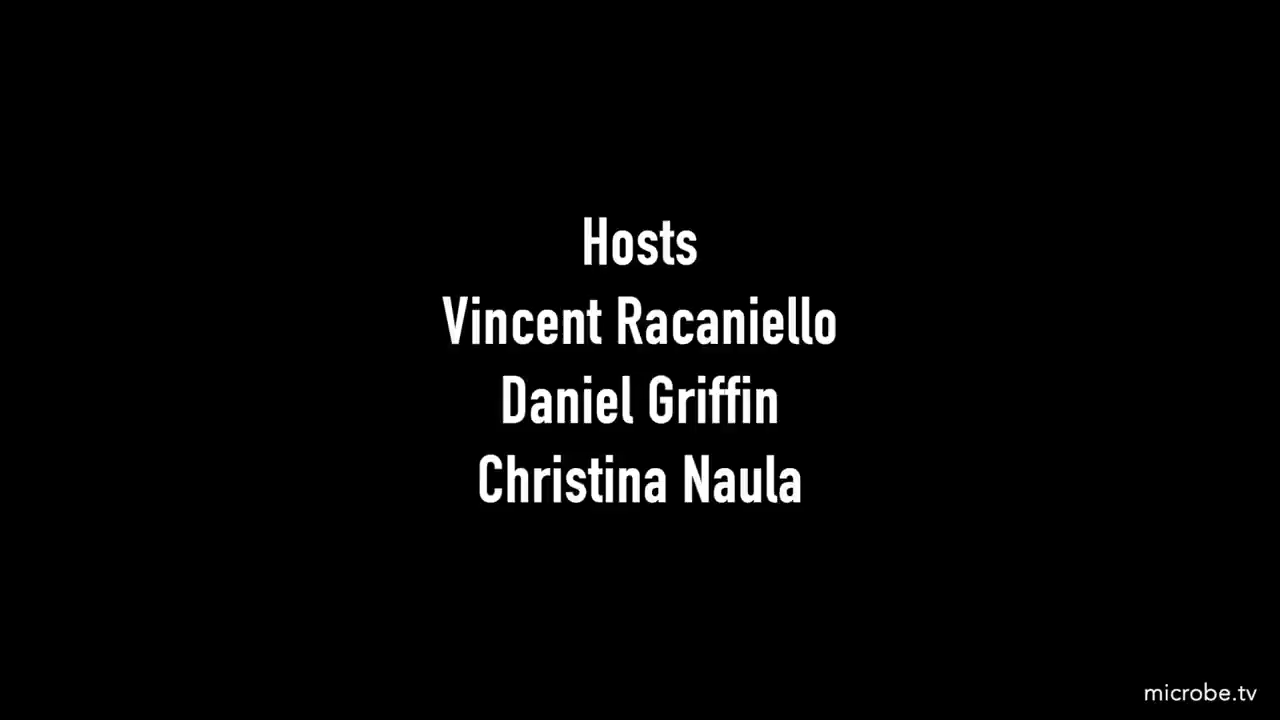 Hosts
Vincent Racaniello
Daniel Griffin
Christina Naula
microbe.tv